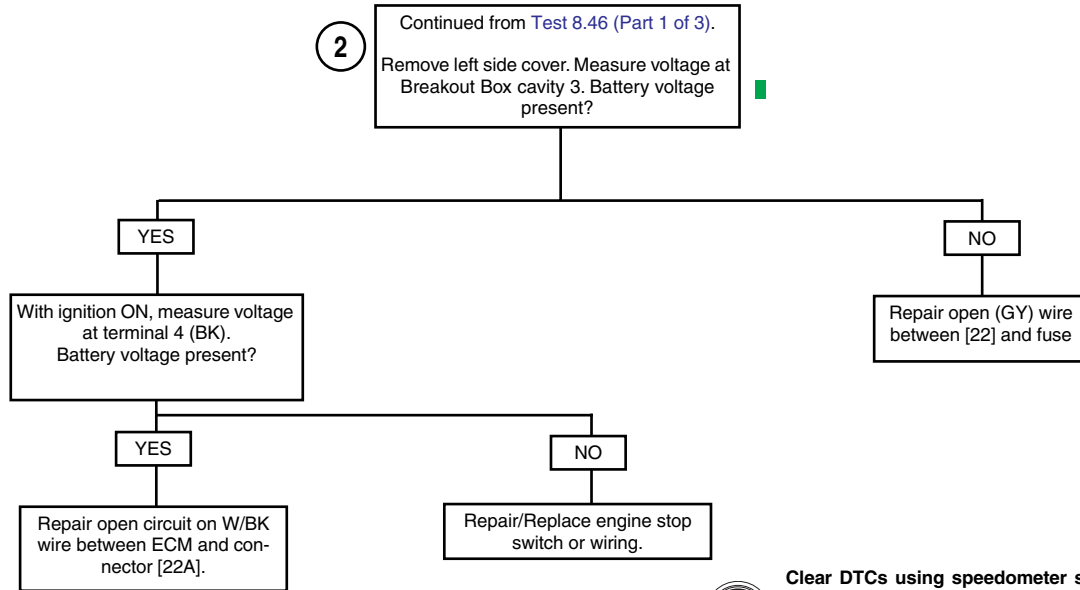 2
Continued from Test 8.46 (Part 1 of 3).
Remove left side cover. Measure voltage at
Breakout Box cavity 3. Battery voltage
present?
YES
NO
With ignition ON, measure voltage
at terminal 4 (BK).
Battery voltage present?
Repair open (GY) wire
between [22] and fuse
YES
NO
Repair open circuit on W/BK
wire between ECM and con-
nector [22A].
Repair/Replace engine stop
switch or wiring.
Clear DTCs using speedometer